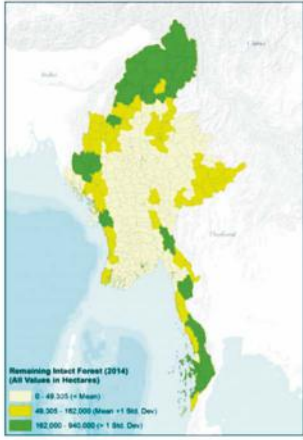 China
India
Thailand
Remaining Intact Forest (2014)
(All Values in Hectares)
0 - 49,305 (< Mean)
49,305 - 162,000 (Mean +1 Std. Dev)
162,000 - 940,000 (> 1 Std. Dev)